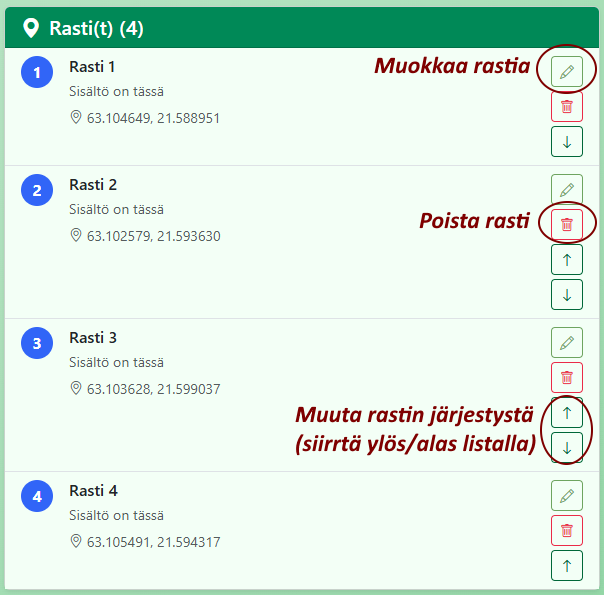 Rasti(t) (4)
1
Rasti 1
Muokkaa rastia
Sisältö on tässä
63.104649, 21.588951
2
Rasti 2
Sisältö on tässä
Poista rasti
63.102579, 21.593630
3
Rasti 3
Sisältö on tässä
63.103628, 21.599037
Muuta rastin järjestystä
(siirrtä ylös/alas listalla)
4
Rasti 4
Sisältö on tässä
63.105491, 21.594317